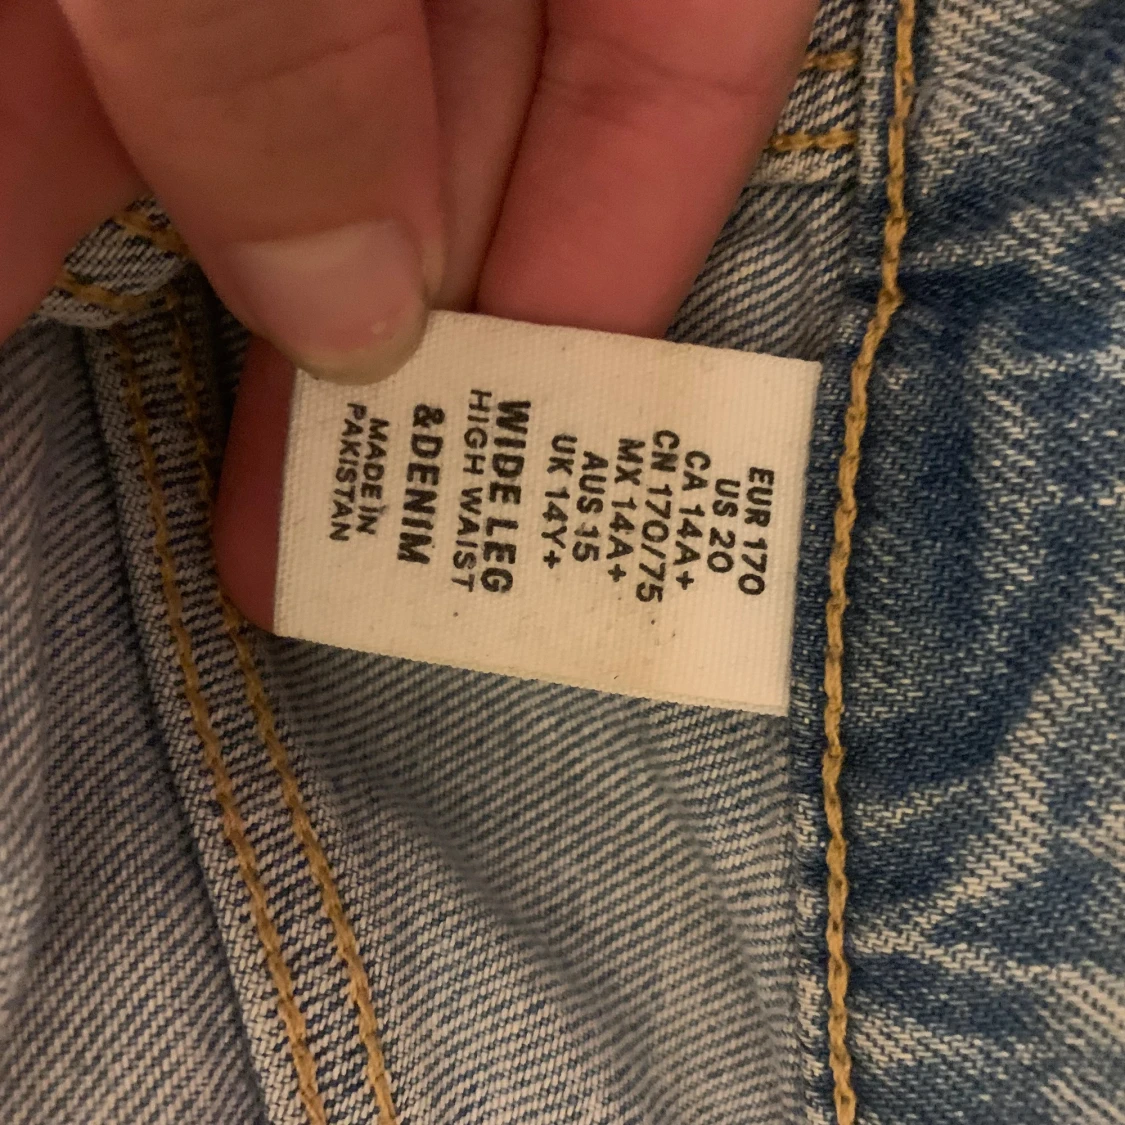 EUR 170
US 20
CA 14A+
CN 170/75
MX 14A+
AUS 15
UK 14Y+
WIDE LEG
HIGH WAIST
&DENIM
MADE IN
PAKISTAN